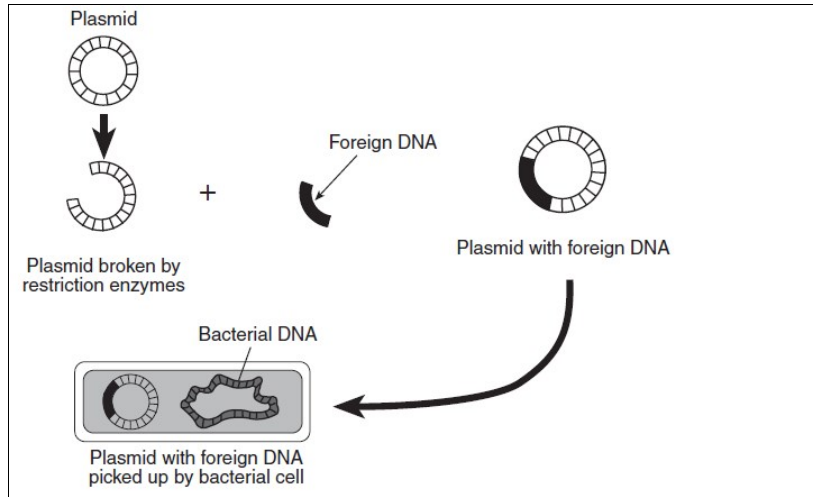 Plasmid
Foreign DNA
+
Plasmid broken by
restriction enzymes
Plasmid with foreign DNA
Bacterial DNA
Plasmid with foreign DNA
picked up by bacterial cell